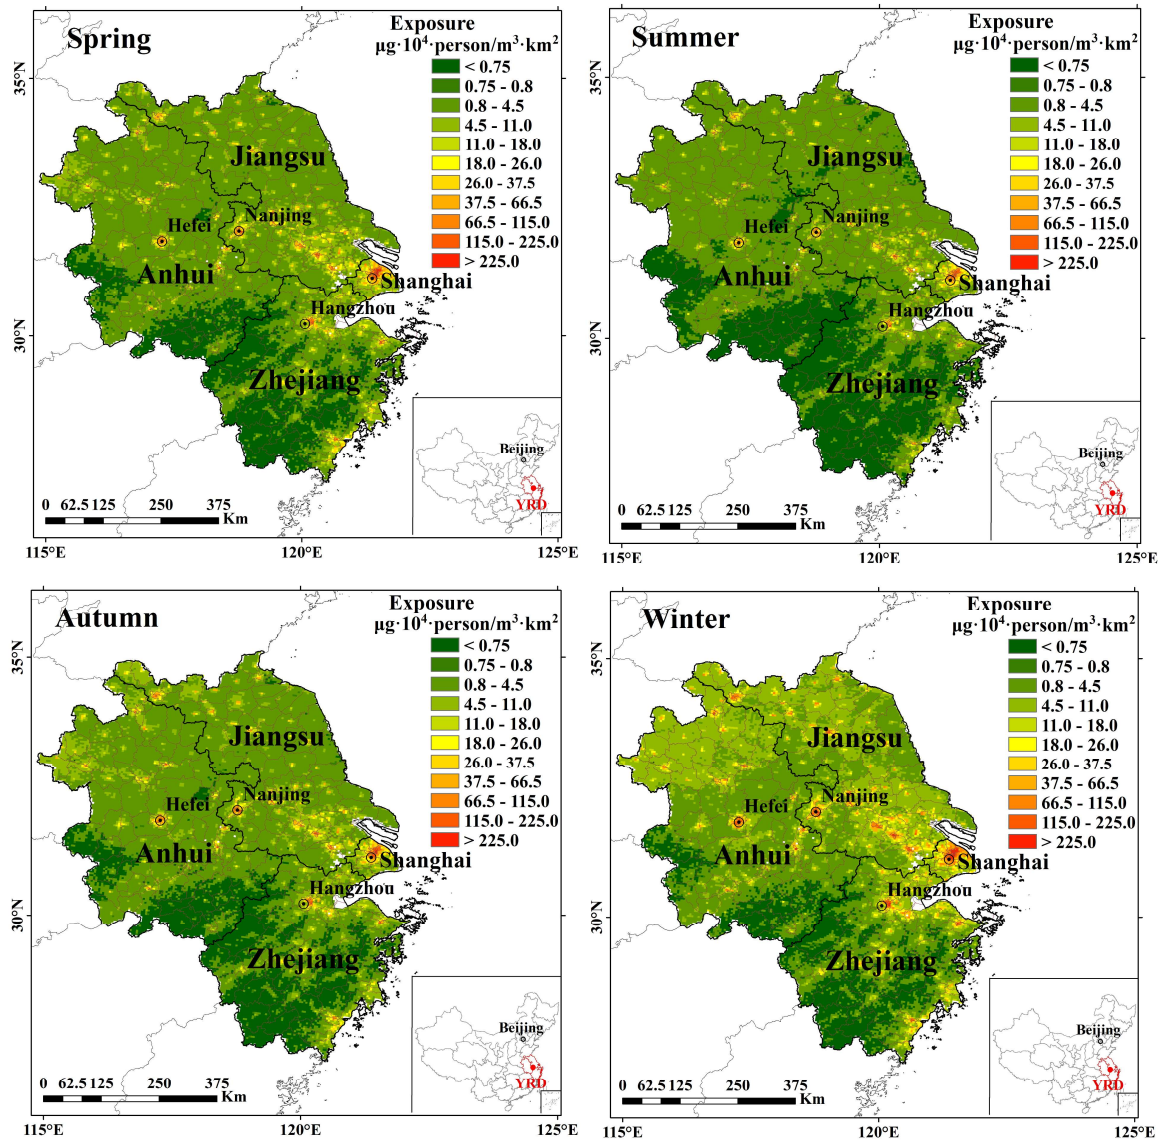 Spring
Exposure
μg·10⁴·person/m³·km²
< 0.75
0.75 - 0.8
0.8 - 4.5
4.5 - 11.0
11.0 - 18.0
18.0 - 26.0
26.0 - 37.5
37.5 - 66.5
66.5 - 115.0
115.0 - 225.0
> 225.0
35°N
30°N
Jiangsu
Hefei
Nanjing
Anhui
Shanghai
Hangzhou
Zhejiang
Beijing
YRD
0 62.5 125 250 375
Km
115°E
120°E
125°E
Summer
Exposure
μg·10⁴·person/m³·km²
< 0.75
0.75 - 0.8
0.8 - 4.5
4.5 - 11.0
11.0 - 18.0
18.0 - 26.0
26.0 - 37.5
37.5 - 66.5
66.5 - 115.0
115.0 - 225.0
> 225.0
35°N
30°N
Jiangsu
Hefei
Nanjing
Anhui
Shanghai
Hangzhou
Zhejiang
Beijing
YRD
0 62.5 125 250 375
Km
115°E
120°E
125°E
Autumn
Exposure
μg·10⁴·person/m³·km²
< 0.75
0.75 - 0.8
0.8 - 4.5
4.5 - 11.0
11.0 - 18.0
18.0 - 26.0
26.0 - 37.5
37.5 - 66.5
66.5 - 115.0
115.0 - 225.0
> 225.0
35°N
30°N
Jiangsu
Hefei
Nanjing
Anhui
Shanghai
Hangzhou
Zhejiang
Beijing
YRD
0 62.5 125 250 375
Km
115°E
120°E
125°E
Winter
Exposure
μg·10⁴·person/m³·km²
< 0.75
0.75 - 0.8
0.8 - 4.5
4.5 - 11.0
11.0 - 18.0
18.0 - 26.0
26.0 - 37.5
37.5 - 66.5
66.5 - 115.0
115.0 - 225.0
> 225.0
35°N
30°N
Jiangsu
Hefei
Nanjing
Anhui
Shanghai
Hangzhou
Zhejiang
Beijing
YRD
0 62.5 125 250 375
Km
115°E
120°E
125°E